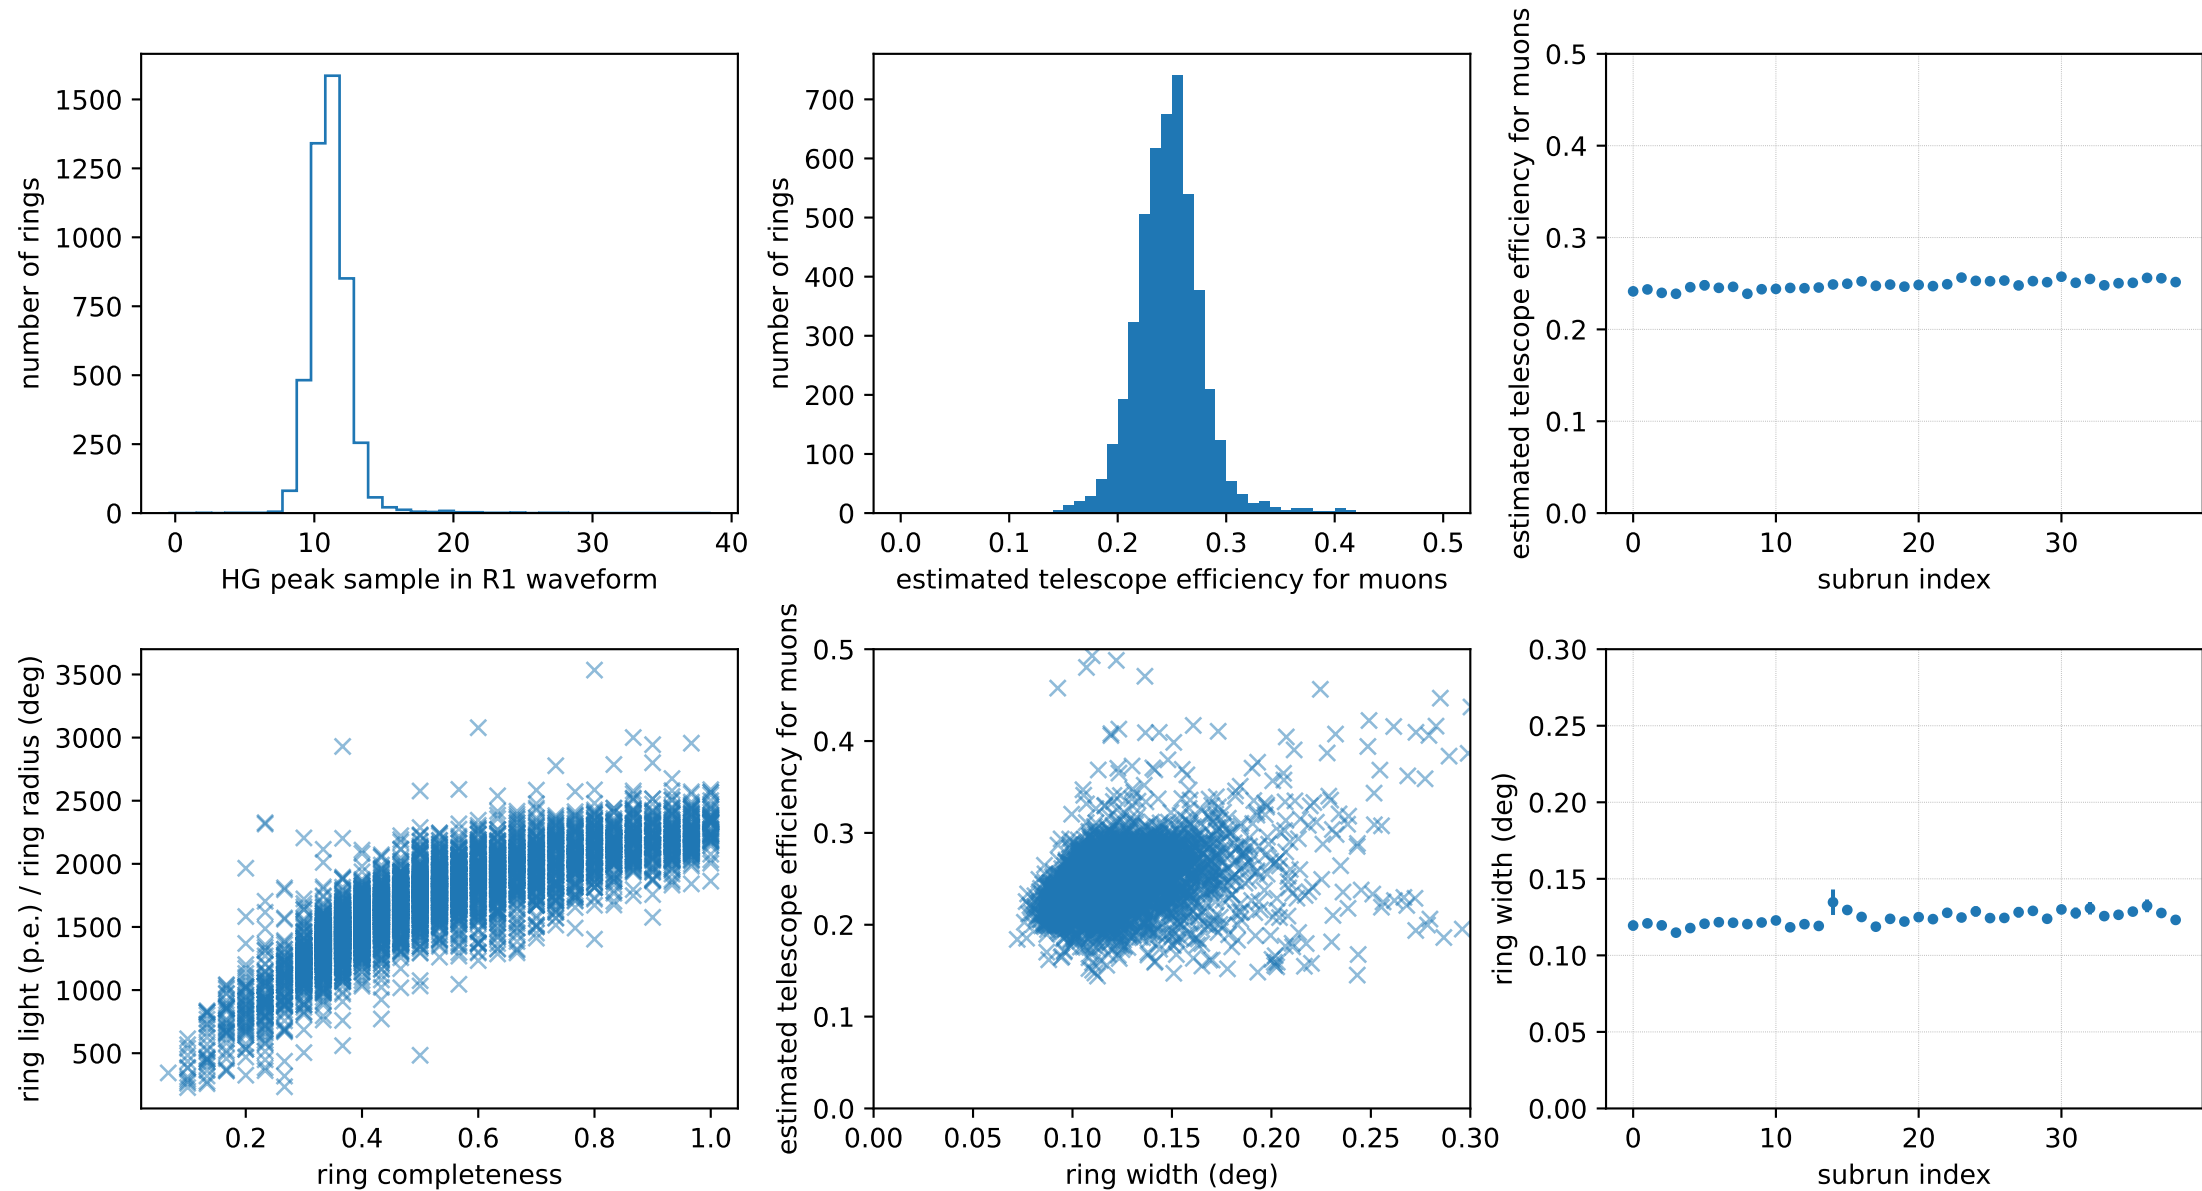 1500
1250
1000
750
500
250
0
number of rings
0 10 20 30 40
HG peak sample in R1 waveform
700
600
500
400
300
200
100
0
number of rings
0.0 0.1 0.2 0.3 0.4 0.5
estimated telescope efficiency for muons
0.5
0.4
0.3
0.2
0.1
0.0
estimated telescope efficiency for muons
0 10 20 30
subrun index
3500
3000
2500
2000
1500
1000
500
ring light (p.e.) / ring radius (deg)
0.2 0.4 0.6 0.8 1.0
ring completeness
0.5
0.4
0.3
0.2
0.1
0.0
estimated telescope efficiency for muons
0.00 0.05 0.10 0.15 0.20 0.25 0.30
ring width (deg)
0.30
0.25
0.20
0.15
0.10
0.05
0.00
ring width (deg)
0 10 20 30
subrun index